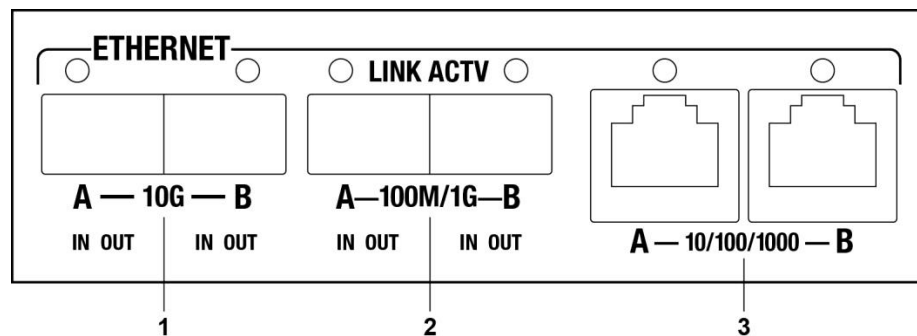 ETHERNET
LINK ACTV
A — 10G — B
A—100M/1G—B
IN OUT IN OUT IN OUT IN OUT
A — 10/100/1000 — B
1 2 3